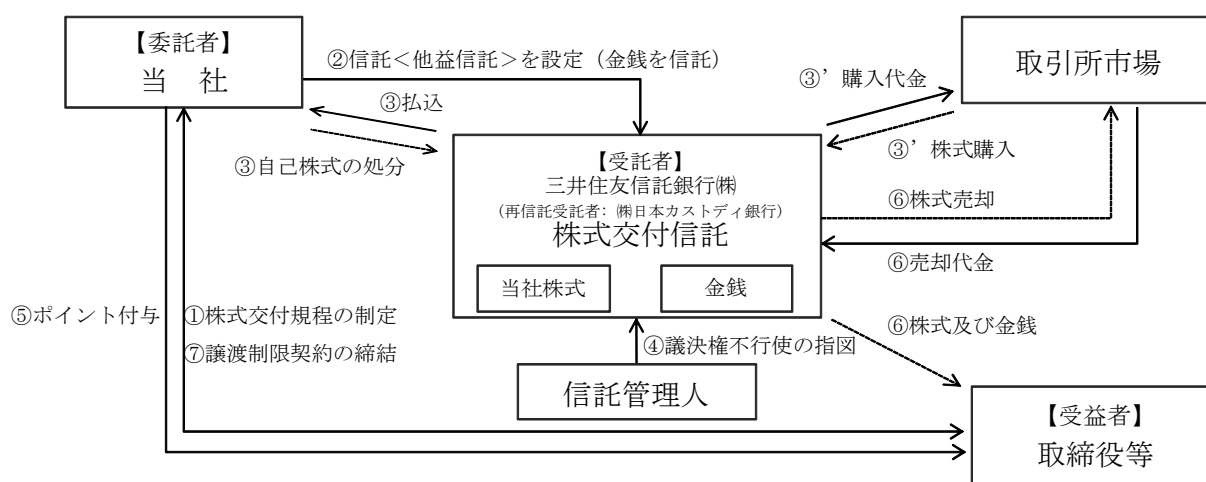 【委託者】
当 社
②信託＜他益信託＞を設定（金銭を信託）
③払込
③自己株式の処分
取引所市場
③’購入代金
③’株式購入
【受託者】
三井住友信託銀行㈱
（再信託受託者：㈱日本カストディ銀行）
株式交付信託
当社株式
金銭
⑥株式売却
⑥売却代金
⑤ポイント付与
①株式交付規程の制定
⑦譲渡制限契約の締結
④議決権不行使の指図
⑥株式及び金銭
信託管理人
【受益者】
取締役等